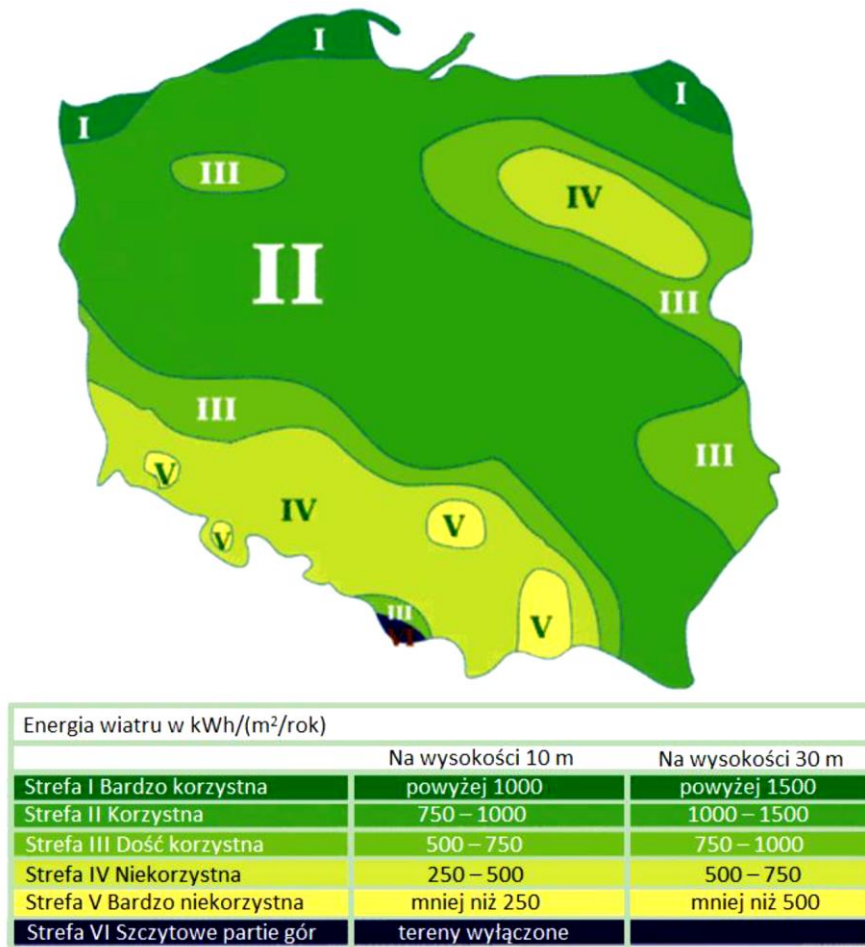 I
I
I
III
IV
II
III
III
III
V
IV
V
V
III
VI
V
Energia wiatru w kWh/(m²/rok)
Na wysokości 10 m Na wysokości 30 m
Strefa I Bardzo korzystna powyżej 1000 powyżej 1500
Strefa II Korzystna 750 – 1000 1000 – 1500
Strefa III Dość korzystna 500 – 750 750 – 1000
Strefa IV Niekorzystna 250 – 500 500 – 750
Strefa V Bardzo niekorzystna mniej niż 250 mniej niż 500
Strefa VI Szczytowe partie gór tereny wyłączone